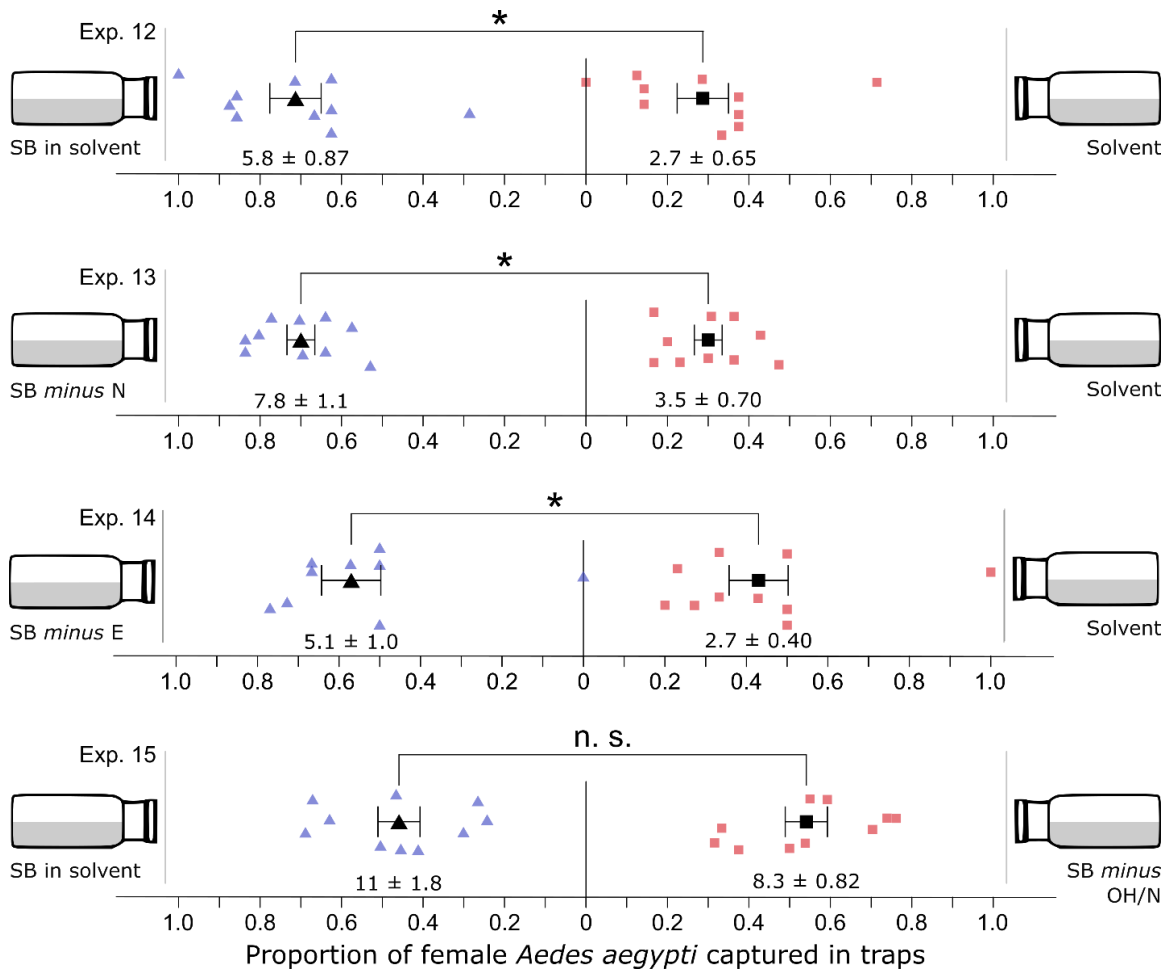 Exp. 12
*
SB in solvent
5.8 ± 0.87
2.7 ± 0.65
Solvent
1.0 0.8 0.6 0.4 0.2 0 0.2 0.4 0.6 0.8 1.0
Exp. 13
*
SB minus N
7.8 ± 1.1
3.5 ± 0.70
Solvent
1.0 0.8 0.6 0.4 0.2 0 0.2 0.4 0.6 0.8 1.0
Exp. 14
*
SB minus E
5.1 ± 1.0
2.7 ± 0.40
Solvent
1.0 0.8 0.6 0.4 0.2 0 0.2 0.4 0.6 0.8 1.0
Exp. 15
n. s.
SB in solvent
11 ± 1.8
8.3 ± 0.82
SB minus
OH/N
1.0 0.8 0.6 0.4 0.2 0 0.2 0.4 0.6 0.8 1.0
Proportion of female Aedes aegypti captured in traps